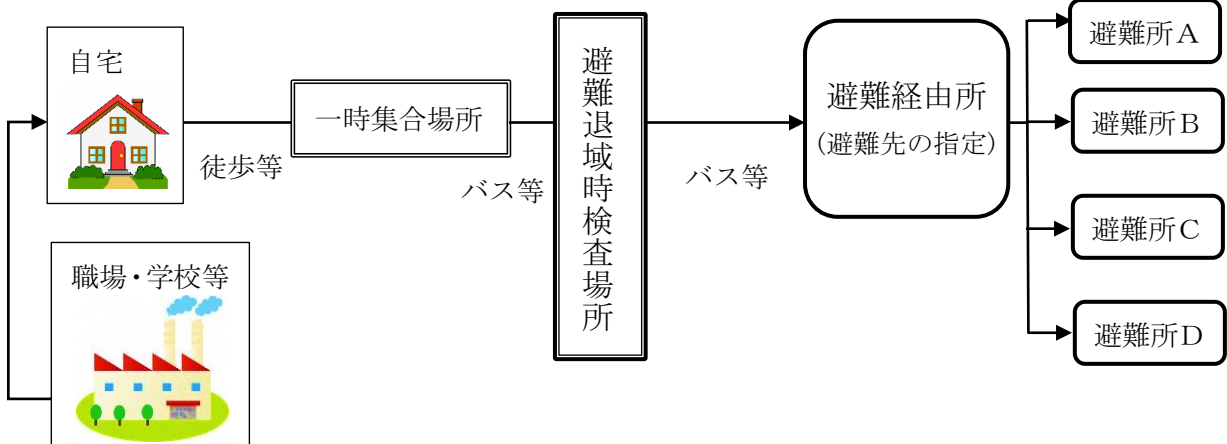 自宅
徒歩等
職場・学校等
一時集合場所
バス等
避難退域時検査場所
バス等
避難経由所
(避難先の指定)
避難所A
避難所B
避難所C
避難所D